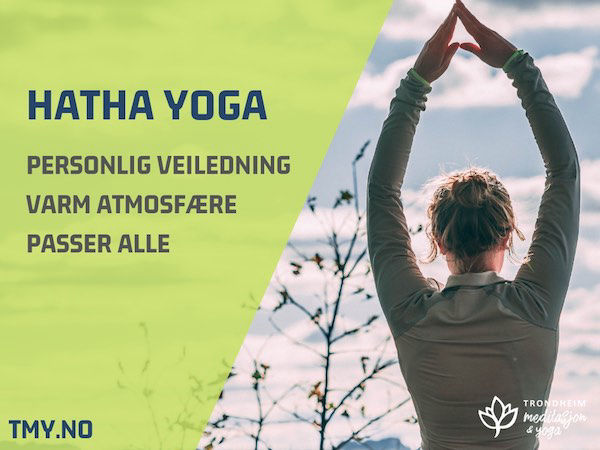 HATHA YOGA
PERSONLIG VEILEDNING
VARM ATMOSFÆRE
PASSER ALLE
TMY.NO
TRONDHEIM
meditasjon
& yoga